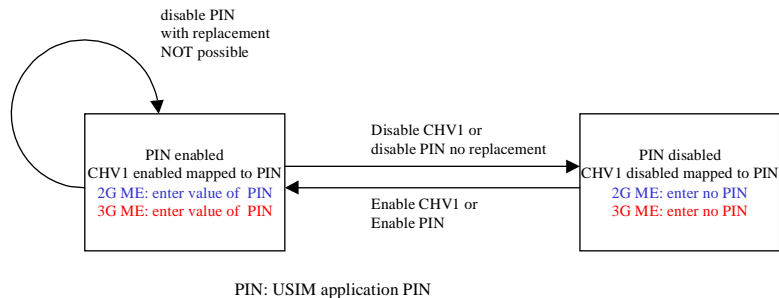 disable PIN
with replacement
NOT possible
PIN enabled
CHV1 enabled mapped to PIN
2G ME: enter value of PIN
3G ME: enter value of PIN
Disable CHV1 or
disable PIN no replacement
Enable CHV1 or
Enable PIN
PIN disabled
CHV1 disabled mapped to PIN
2G ME: enter no PIN
3G ME: enter no PIN
PIN: USIM application PIN